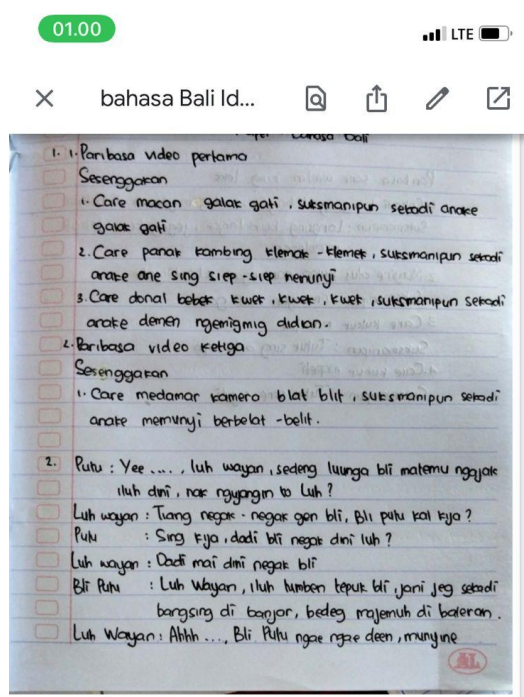 01.00
LTE
bahasa Bali Id...
1. 1. Paribasa video pertama
Sesenggakan
1. Care macan galak gati, suksmanipun sekadi anake
galak gati
2. Care panak kambing klemak - klemek, suksmanipun sekadi
anake ane sing siep - siep nerunyi
3. Care donal bebek kwek, kwek, kwek, suksmanipun sekadi
anake demen ngemigmig didian.
2. Paribasa video ketiga
Sesenggakan
1. Care medamar kamera blat blit, suksmanipun sekadi
anake memunyi berbelat - belit.
2. Putu : Yee ...., luh wayan, sedeng luunga bli matemu ngajak
iluh dini, nak nguyangin to Luh ?
Luh wayan : Tiang negak - negak gen bli, Bli putu kal kija ?
Putu : Sing kija, dadi bli negak dini luh ?
Luh wayan : Dadi mai dini negak bli
Bli Putu : Luh Wayan, iluh tumben tepuk bli, jani jeg sekadi
bangsing di banjar, bedeg majemuh di baleran.
Luh Wayan : Ahhh ...., Bli Putu ngae ngae deen, munyine
AL